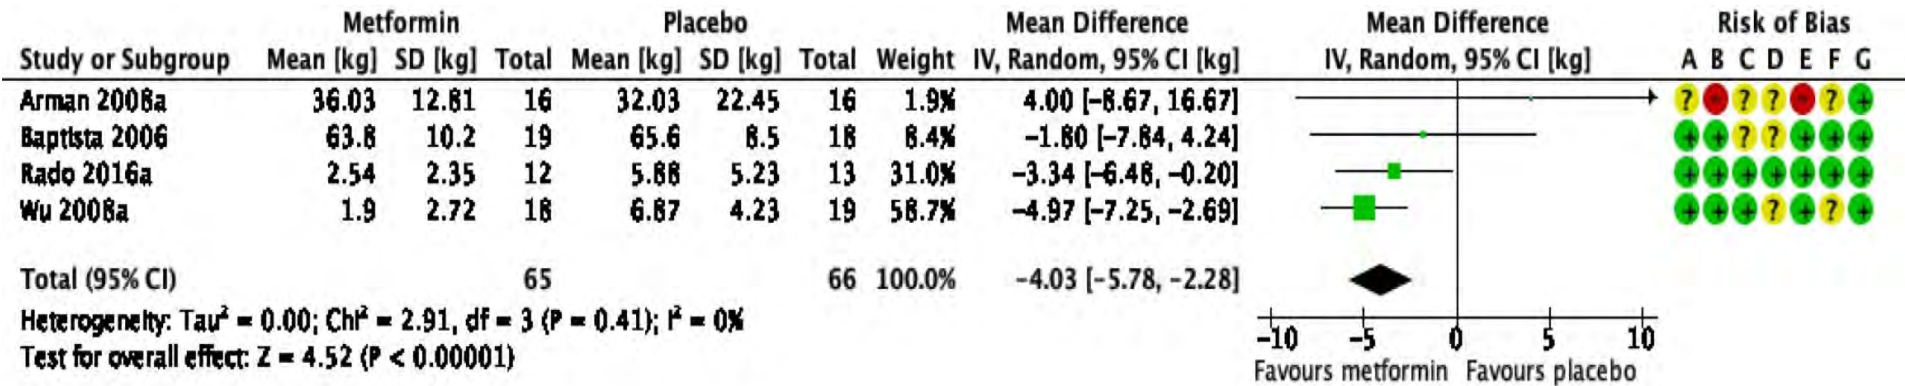 Metformin Placebo Mean Difference Mean Difference Risk of Bias
Study or Subgroup Mean [kg] SD [kg] Total Mean [kg] SD [kg] Total Weight IV, Random, 95% CI [kg] IV, Random, 95% CI [kg] A B C D E F G
Arman 2008a 36.03 12.81 16 32.03 22.45 16 1.9% 4.00 [−8.67, 16.67] ? - ? ? - ? +
Baptista 2006 63.8 10.2 19 65.6 8.5 18 8.4% −1.80 [−7.84, 4.24] + + ? ? + + +
Rado 2016a 2.54 2.35 12 5.88 5.23 13 31.0% −3.34 [−6.48, −0.20] + + + + + + +
Wu 2008a 1.9 2.72 18 6.87 4.23 19 58.7% −4.97 [−7.25, −2.69] + + + ? + ? +
Total (95% CI) 65 66 100.0% −4.03 [−5.78, −2.28]
Heterogeneity: Tau² = 0.00; Chi² = 2.91, df = 3 (P = 0.41); I² = 0%
Test for overall effect: Z = 4.52 (P < 0.00001)
−10 −5 0 5 10
Favours metformin Favours placebo